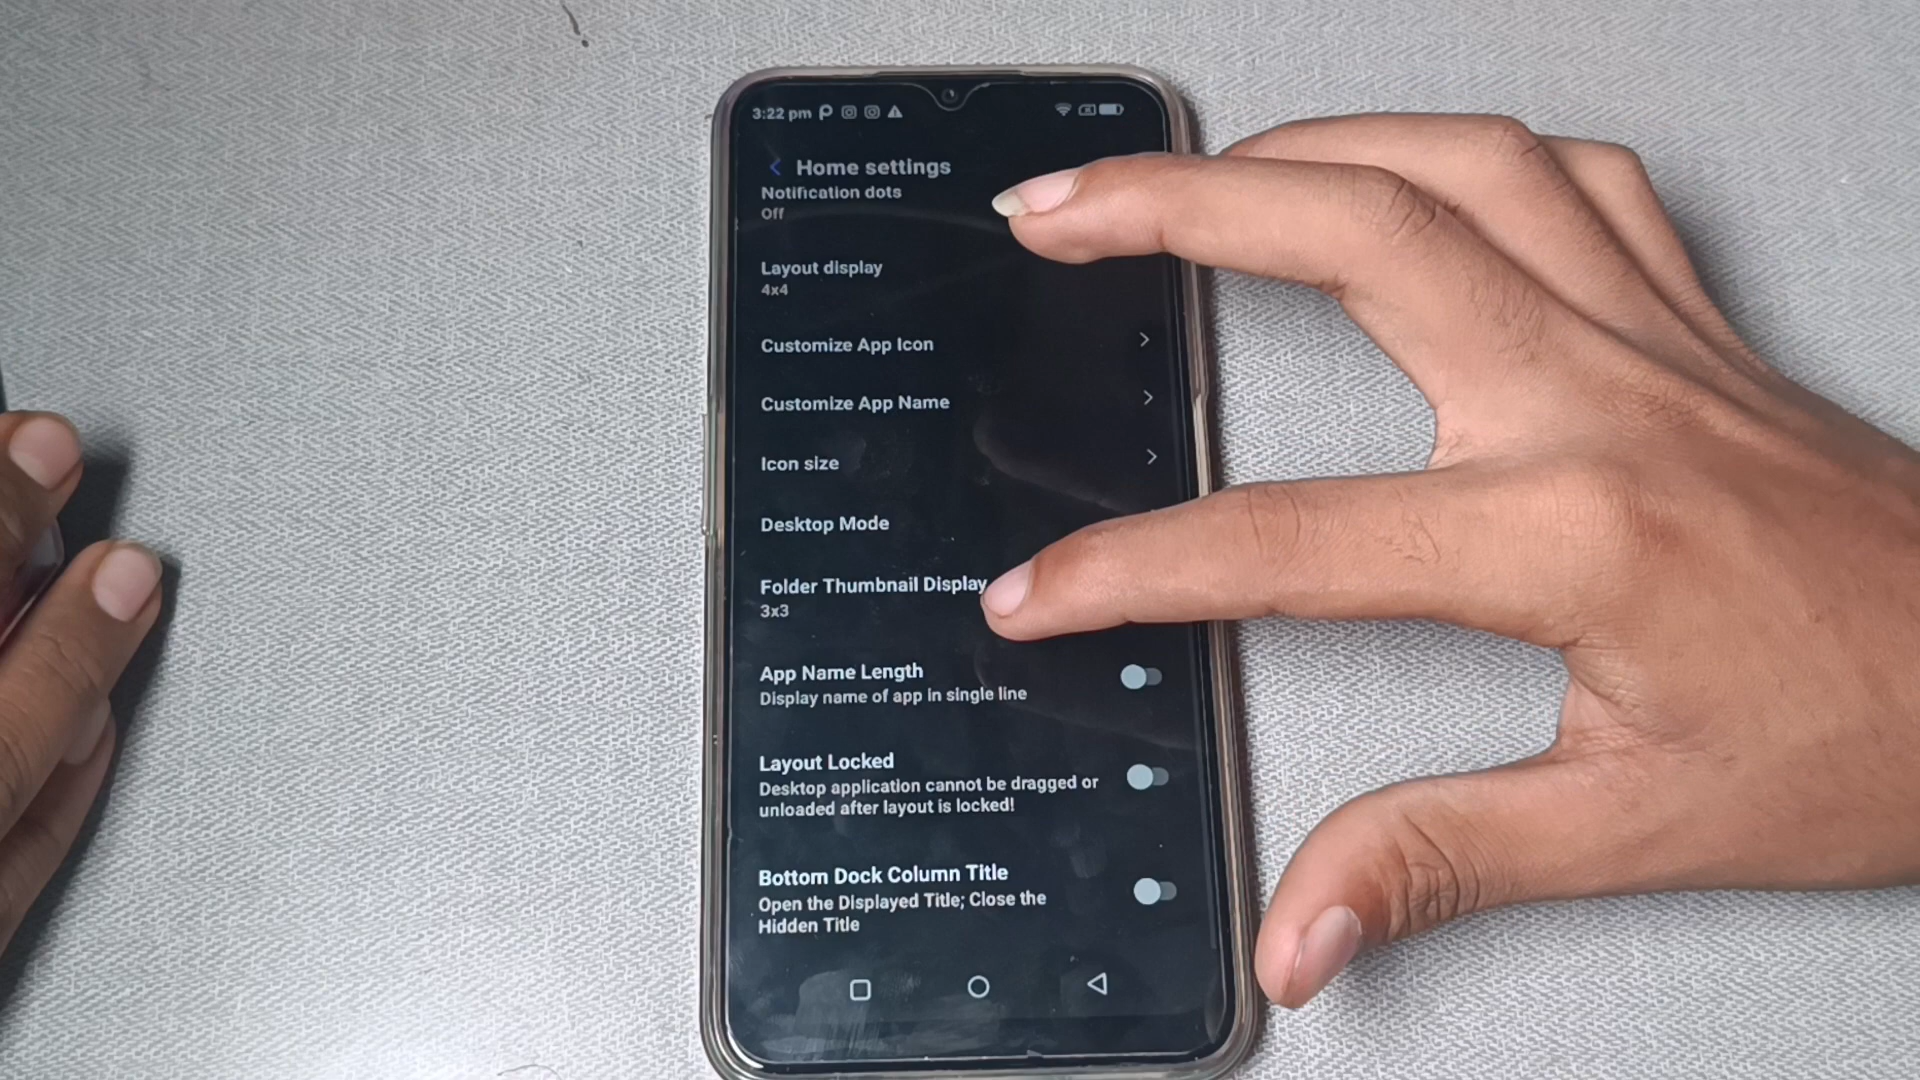 3:22 pm
Home settings
Notification dots
Off
Layout display
4x4
Customize App Icon
Customize App Name
Icon size
Desktop Mode
Folder Thumbnail Display
3x3
App Name Length
Display name of app in single line
Layout Locked
Desktop application cannot be dragged or
unloaded after layout is locked!
Bottom Dock Column Title
Open the Displayed Title; Close the
Hidden Title